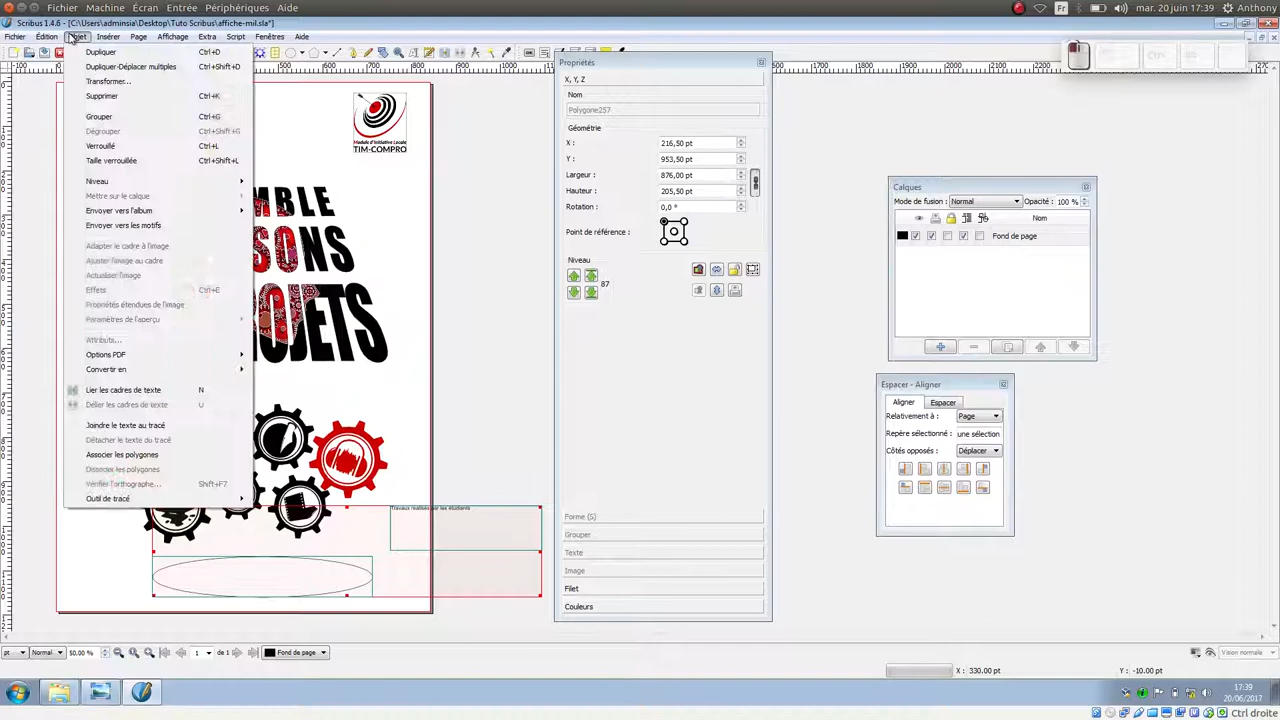 Fichier Machine Écran Entrée Périphériques Aide
Fr mar. 20 juin 17:39 Anthony
Scribus 1.4.6 - [C:\Users\adminsia\Desktop\Tuto Scribus\affiche-mil.sla*]
Fichier Édition Objet Insérer Page Affichage Extra Script Fenêtres Aide
Dupliquer Ctrl+D
Dupliquer-Déplacer multiples Ctrl+Shift+D
Transformer...
Supprimer Ctrl+K
Grouper Ctrl+G
Dégrouper Ctrl+Shift+G
Verrouillé Ctrl+L
Taille verrouillée Ctrl+Shift+L
Niveau
Mettre sur le calque
Envoyer vers l'album
Envoyer vers les motifs
Adapter le cadre à l'image
Ajuster l'image au cadre
Actualiser l'image
Effets Ctrl+E
Propriétés étendues de l'image
Paramètres de l'aperçu
Attributs...
Options PDF
Convertir en
Lier les cadres de texte N
Délier les cadres de texte U
Joindre le texte au tracé
Détacher le texte du tracé
Associer les polygones
Dissocier les polygones
Vérifier l'orthographe... Shift+F7
Outil de tracé
Module d'Initiative Locale
TIM-COMPRO
MBLE
SONS
OJETS
Travaux réalisés par les étudiants
Propriétés
X, Y, Z
Nom
Polygone257
Géométrie
X : 216,50 pt
Y : 953,50 pt
Largeur : 876,00 pt
Hauteur : 205,50 pt
Rotation : 0,0 °
Point de référence :
Niveau
87
Forme (S)
Grouper
Texte
Image
Filet
Couleurs
Calques
Mode de fusion : Normal Opacité : 100 %
Nom
Fond de page
Espacer - Aligner
Aligner Espacer
Relativement à : Page
Repère sélectionné : une sélection
Côtés opposés : Déplacer
pt Normal 50.00 % 1 de 1 Fond de page Vision normale
X : 330.00 pt Y : -10.00 pt
17:39
20/06/2017
Ctrl droite